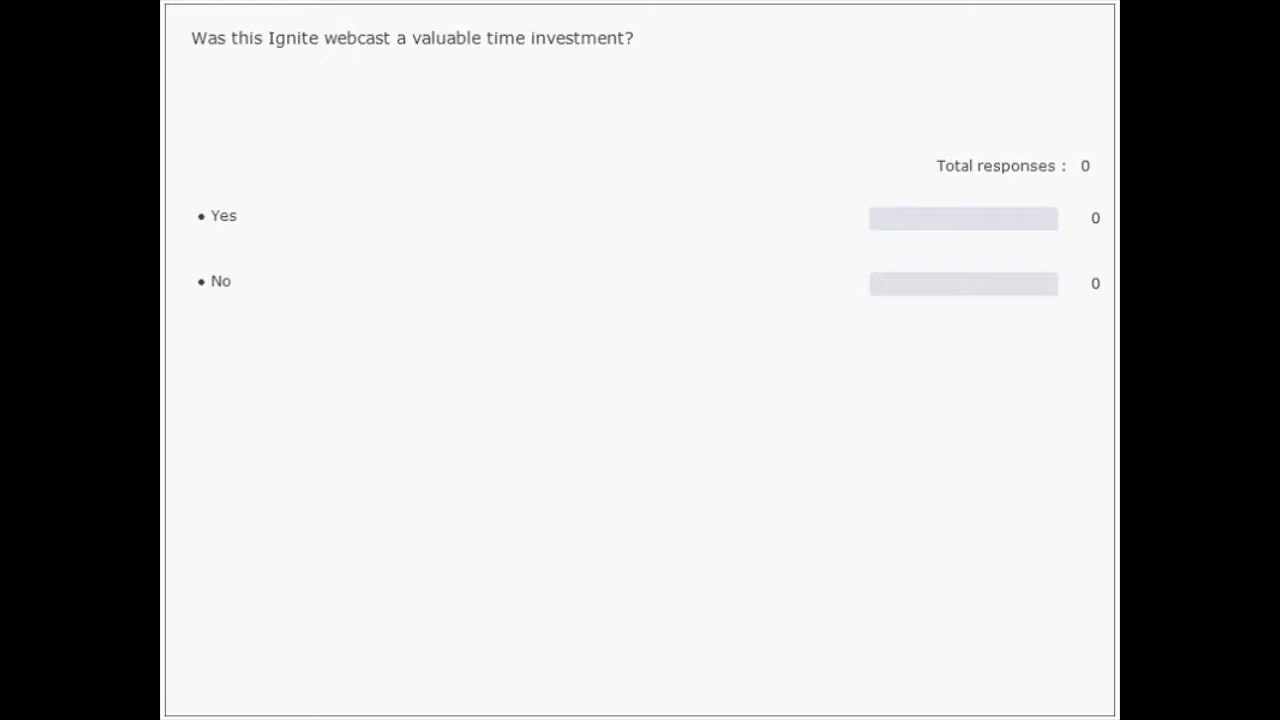 Was this Ignite webcast a valuable time investment?
Total responses : 0
• Yes 0
• No 0